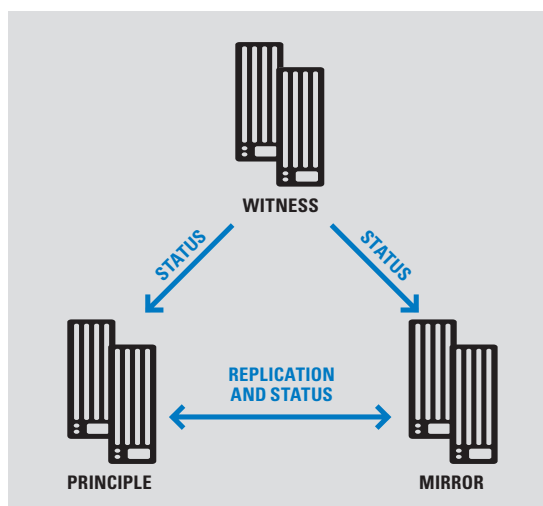 WITNESS
STATUS
STATUS
REPLICATION
AND STATUS
PRINCIPLE
MIRROR